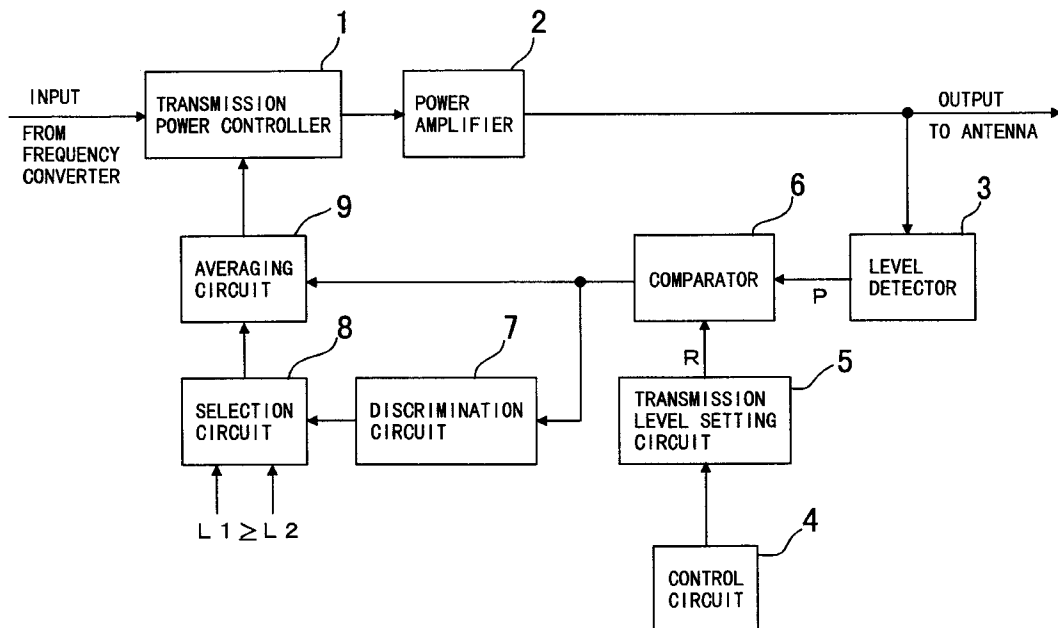 1
2
INPUT
FROM
FREQUENCY
CONVERTER
TRANSMISSION
POWER CONTROLLER
POWER
AMPLIFIER
OUTPUT
TO ANTENNA
9
6
3
AVERAGING
CIRCUIT
COMPARATOR
P
LEVEL
DETECTOR
8
7
R
5
SELECTION
CIRCUIT
DISCRIMINATION
CIRCUIT
TRANSMISSION
LEVEL SETTING
CIRCUIT
L1≥L2
4
CONTROL
CIRCUIT